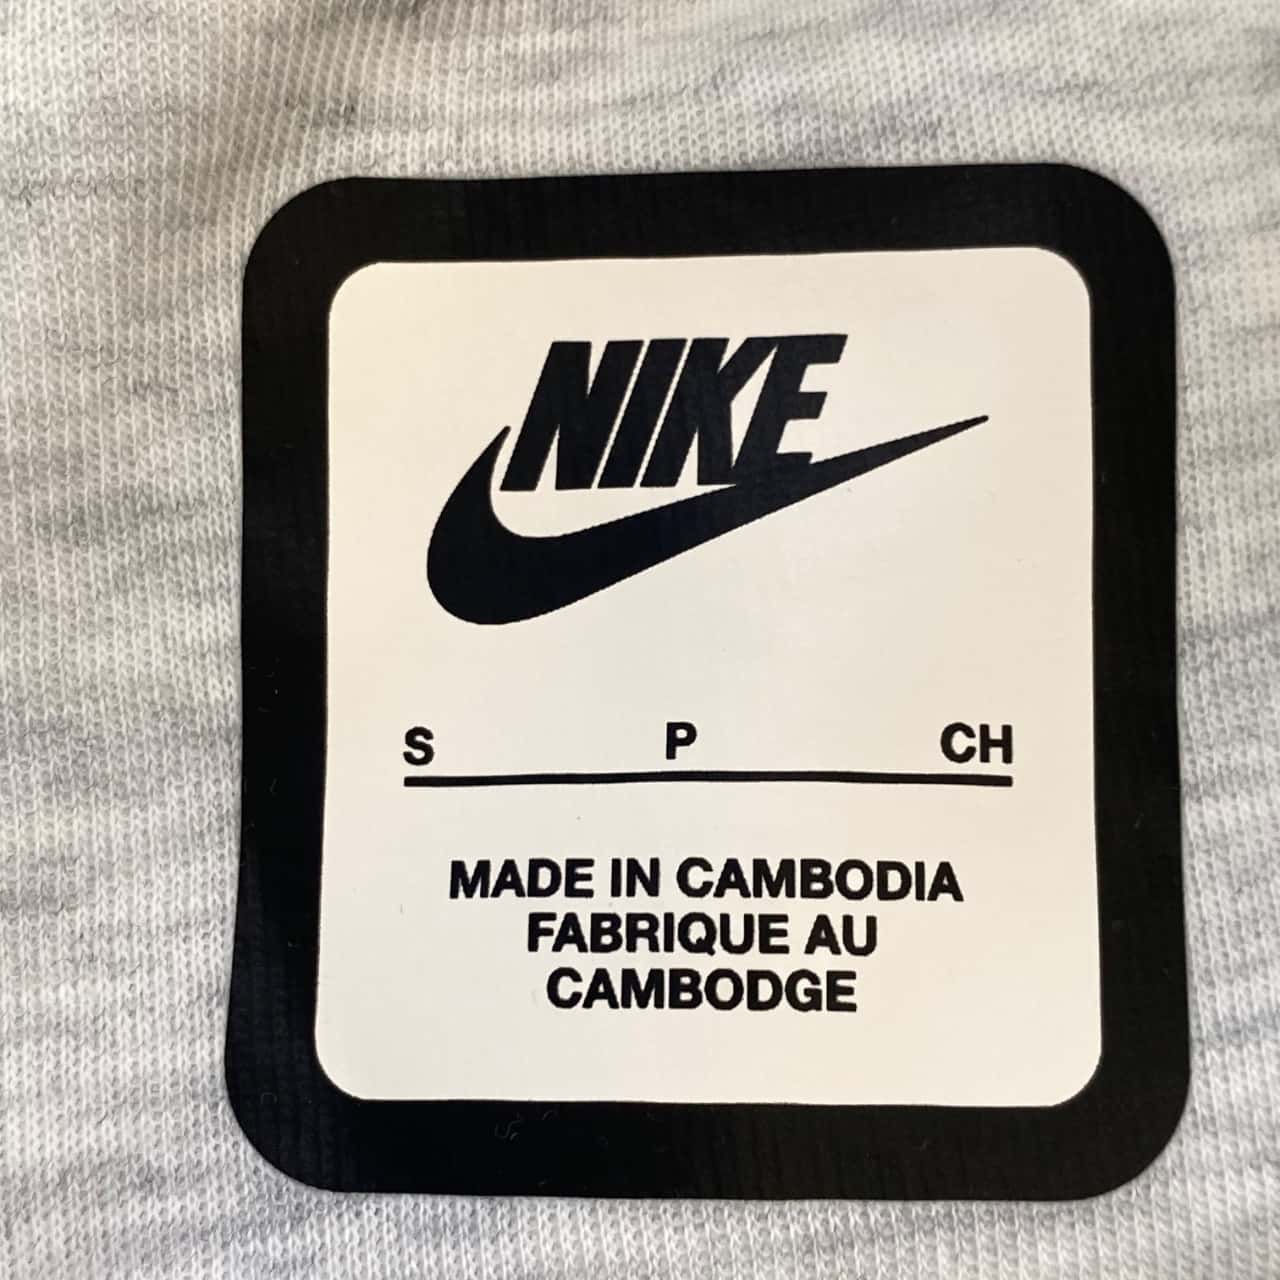 NIKE
S P CH
MADE IN CAMBODIA
FABRIQUE AU
CAMBODGE